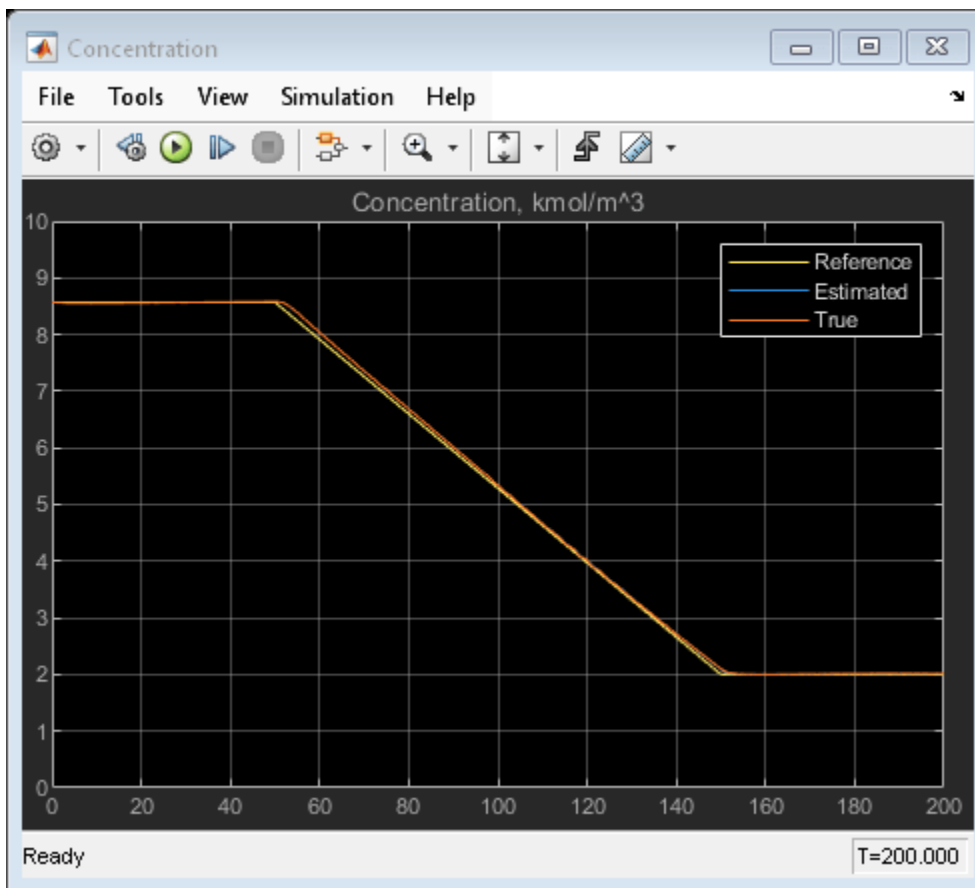 Concentration
File Tools View Simulation Help
Concentration, kmol/m^3
10
9
8
7
6
5
4
3
2
1
0
Reference
Estimated
True
0 20 40 60 80 100 120 140 160 180 200
Ready T=200.000